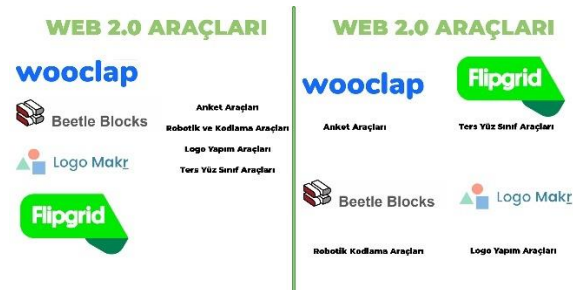 WEB 2.0 ARAÇLARI
wooclap
Beetle Blocks
Logo Makr
Flipgrid
Anket Araçları
Robotik ve Kodlama Araçları
Logo Yapım Araçları
Ters Yüz Sınıf Araçları
WEB 2.0 ARAÇLARI
wooclap
Flipgrid
Anket Araçları
Ters Yüz Sınıf Araçları
Beetle Blocks
Logo Makr
Robotik Kodlama Araçları
Logo Yapım Araçları